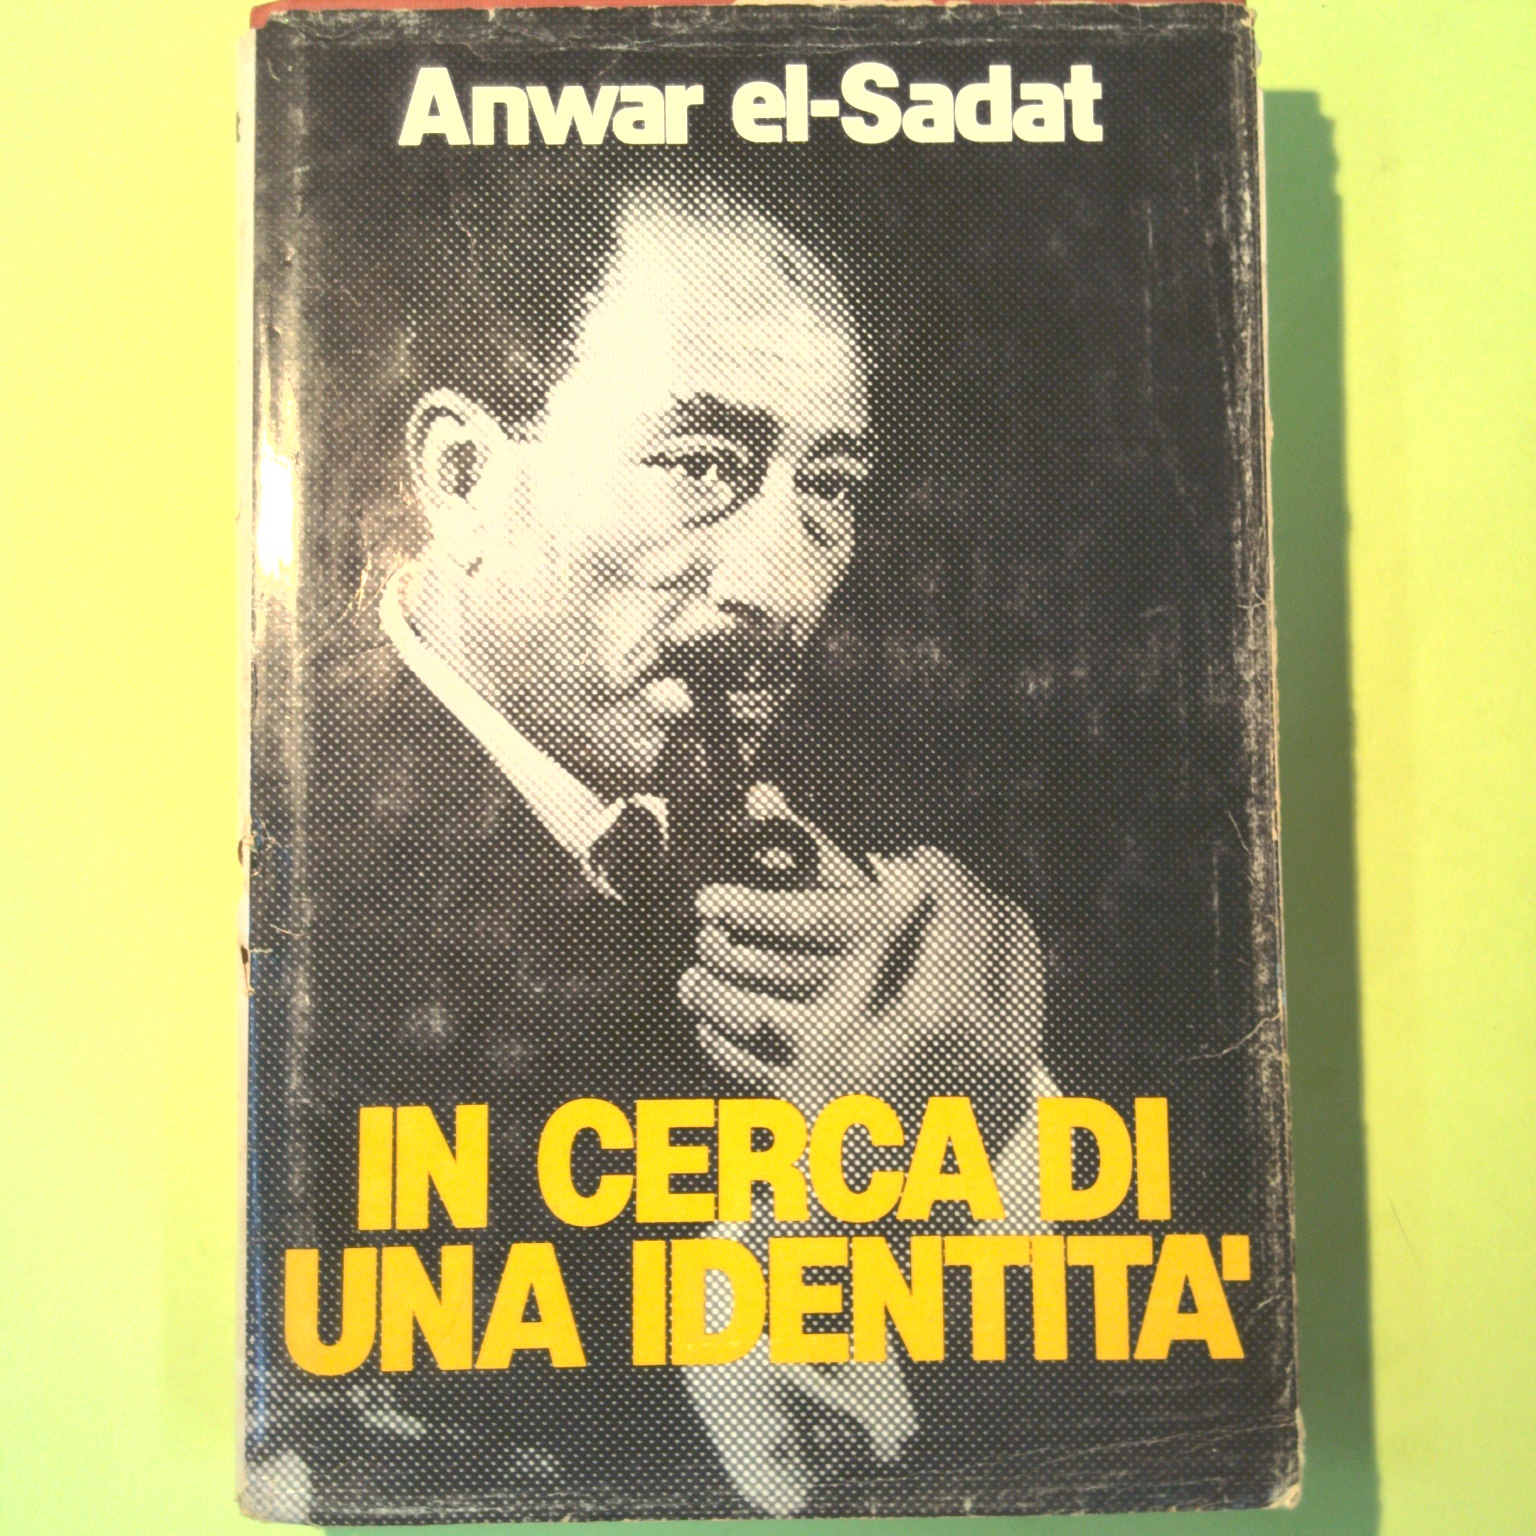 Anwar el-Sadat
IN CERCA DI
UNA IDENTITA'